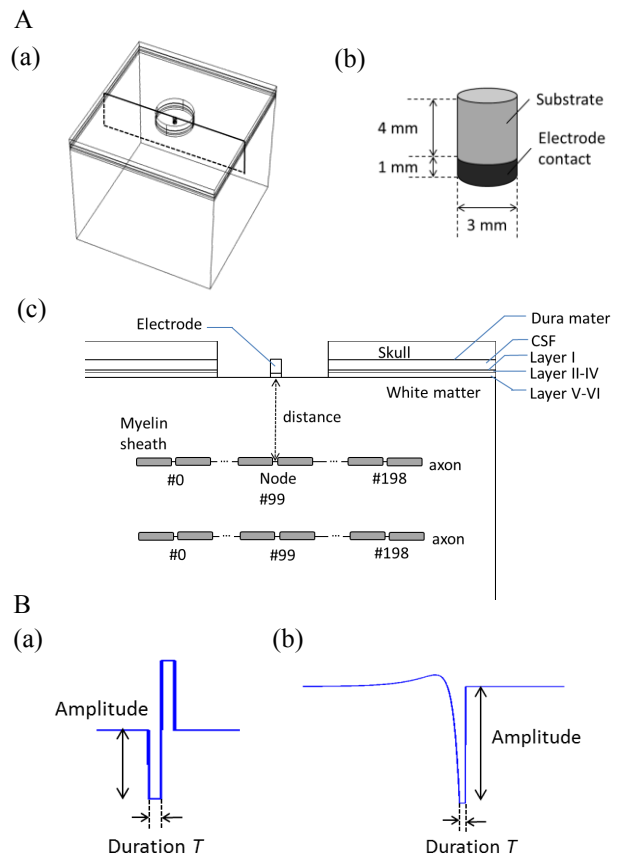 A
(a)
(b)
4 mm
1 mm
3 mm
Substrate
Electrode
contact
(c)
Electrode
Skull
Dura mater
CSF
Layer I
Layer II-IV
Layer V-VI
White matter
distance
Myelin
sheath
axon
#0
Node
#99
#198
axon
#0
#99
#198
B
(a)
(b)
Amplitude
Duration T
Amplitude
Duration T